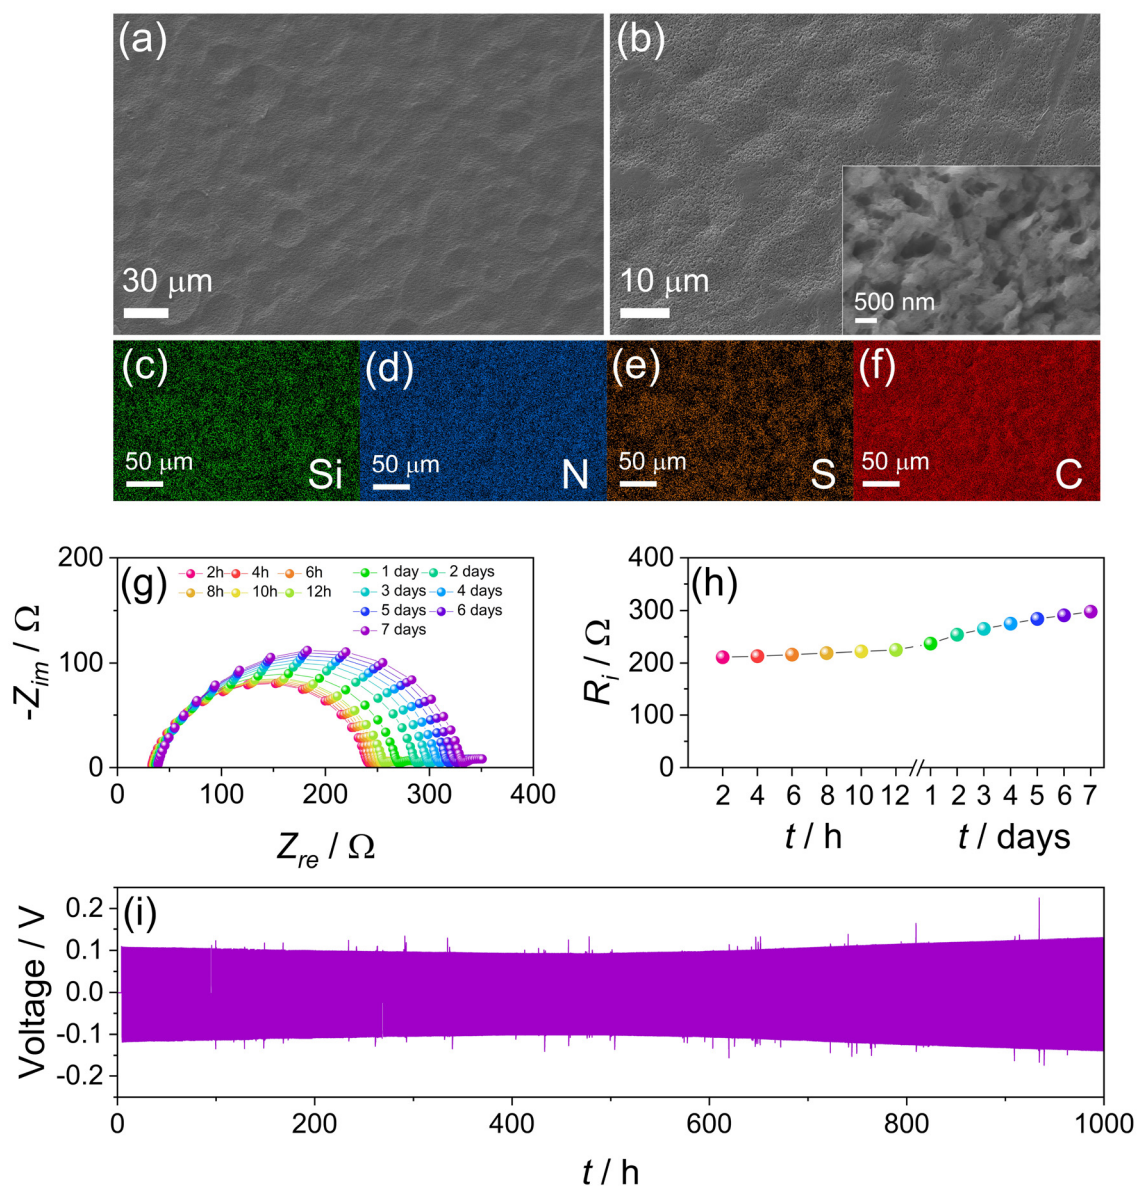 (a)
30 μm
(b)
10 μm
500 nm
(c)
50 μm
Si
(d)
50 μm
N
(e)
50 μm
S
(f)
50 μm
C
(g)
2h 4h 6h
8h 10h 12h
1 day 2 days
3 days 4 days
5 days 6 days
7 days
200
100
0
-Zim / Ω
0 100 200 300 400
Zre / Ω
(h)
400
300
200
100
0
Ri / Ω
2 4 6 8 10 12 1 2 3 4 5 6 7
t / h t / days
(i)
0.2
0.1
0.0
-0.1
-0.2
Voltage / V
0 200 400 600 800 1000
t / h